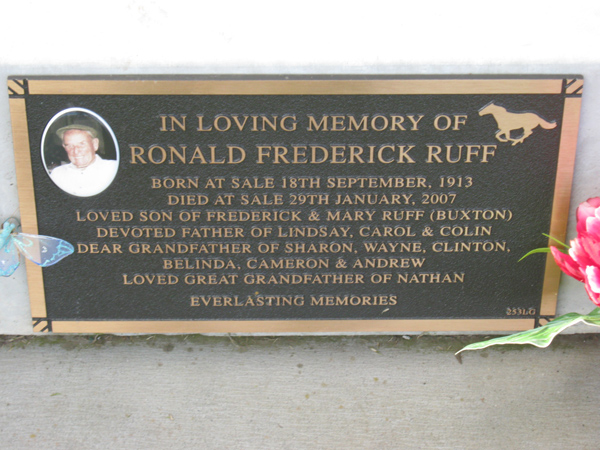 IN LOVING MEMORY OF
RONALD FREDERICK RUFF
BORN AT SALE 18TH SEPTEMBER, 1913
DIED AT SALE 29TH JANUARY, 2007
LOVED SON OF FREDERICK & MARY RUFF (BUXTON)
DEVOTED FATHER OF LINDSAY, CAROL & COLIN
DEAR GRANDFATHER OF SHARON, WAYNE, CLINTON,
BELINDA, CAMERON & ANDREW
LOVED GREAT GRANDFATHER OF NATHAN
EVERLASTING MEMORIES